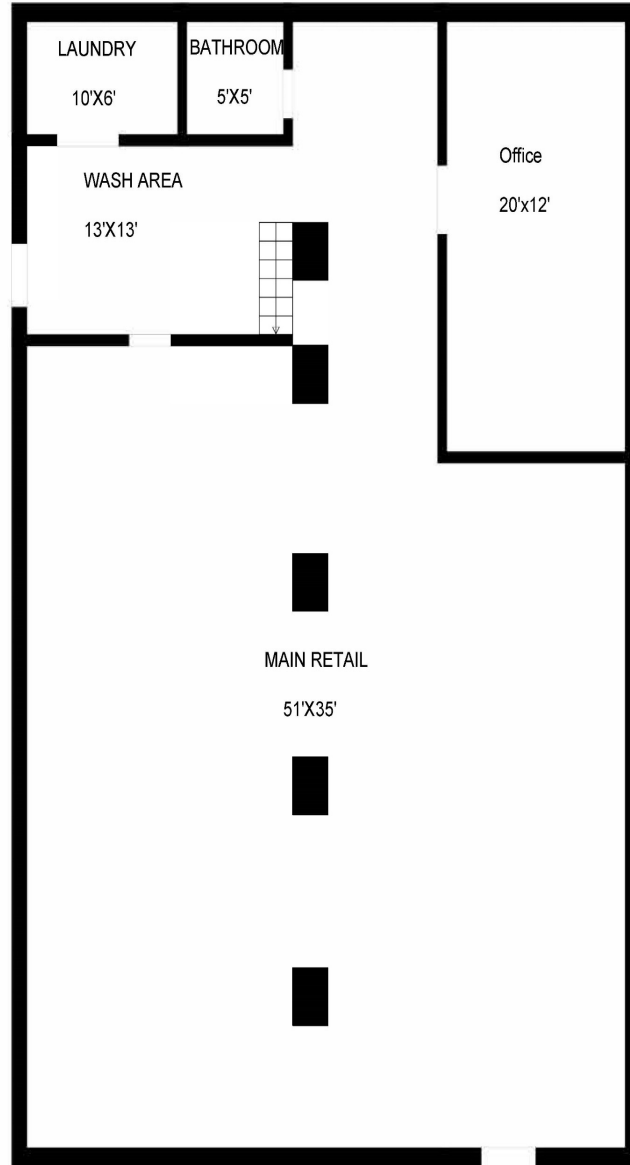 LAUNDRY
10'X6'
BATHROOM
5'X5'
WASH AREA
13'X13'
Office
20'x12'
MAIN RETAIL
51'X35'